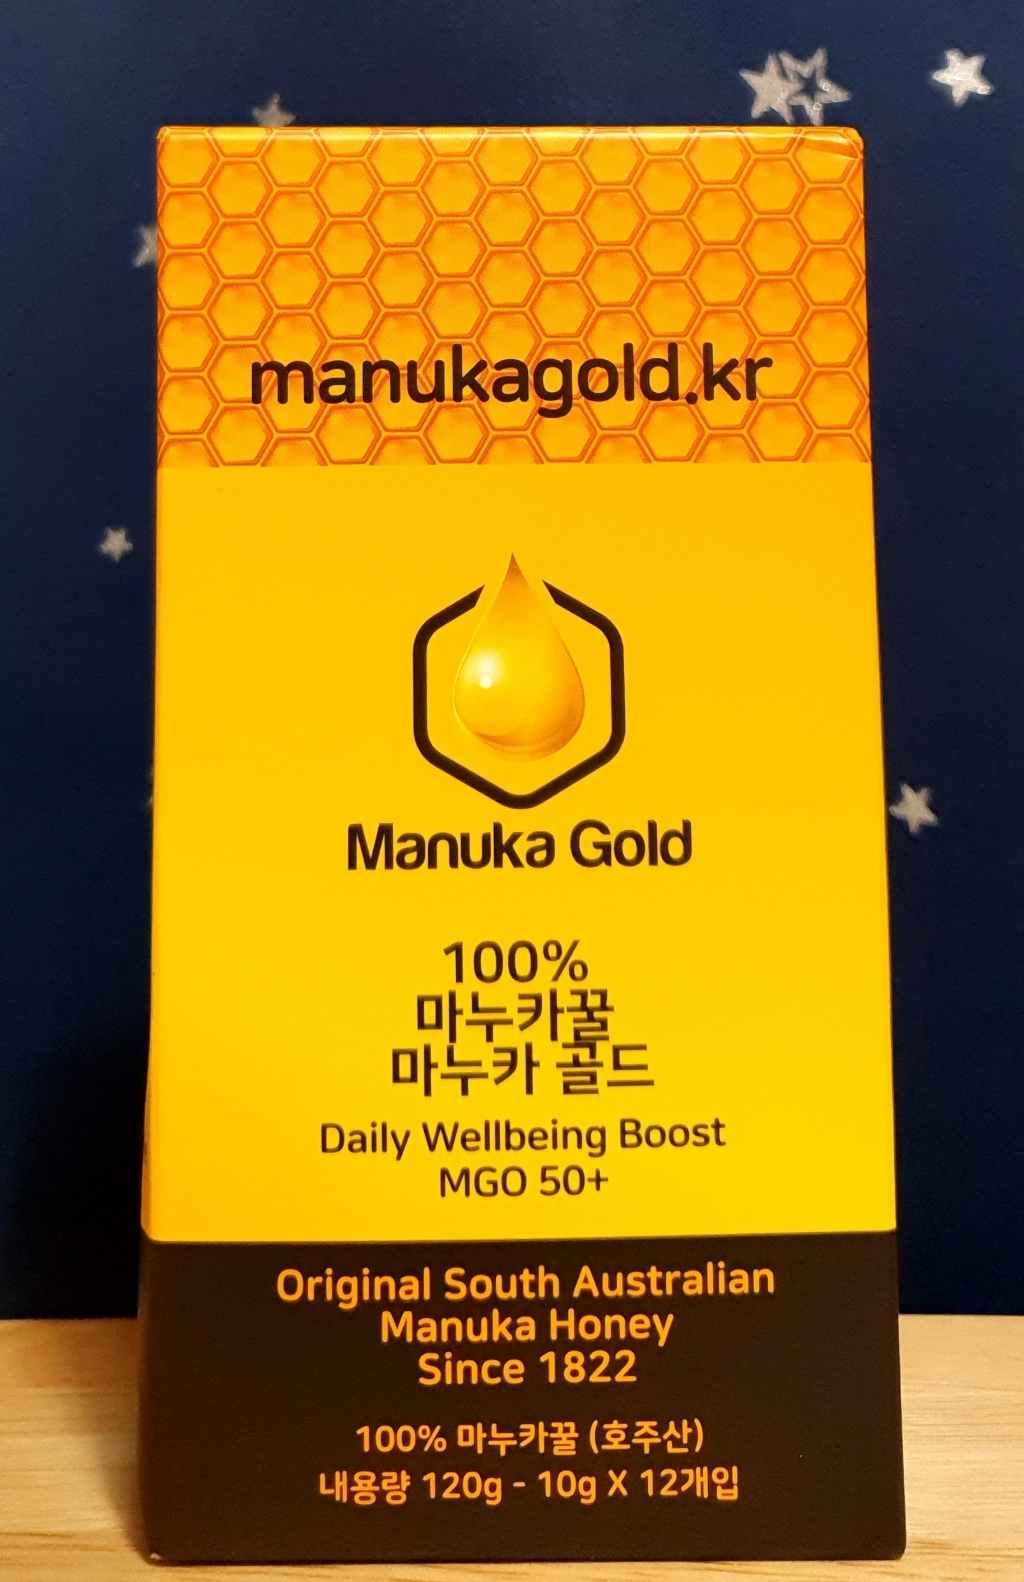 manukagold.kr
Manuka Gold
100%
마누카꿀
마누카 골드
Daily Wellbeing Boost
MGO 50+
Original South Australian
Manuka Honey
Since 1822
100% 마누카꿀 (호주산)
내용량 120g - 10g X 12개입